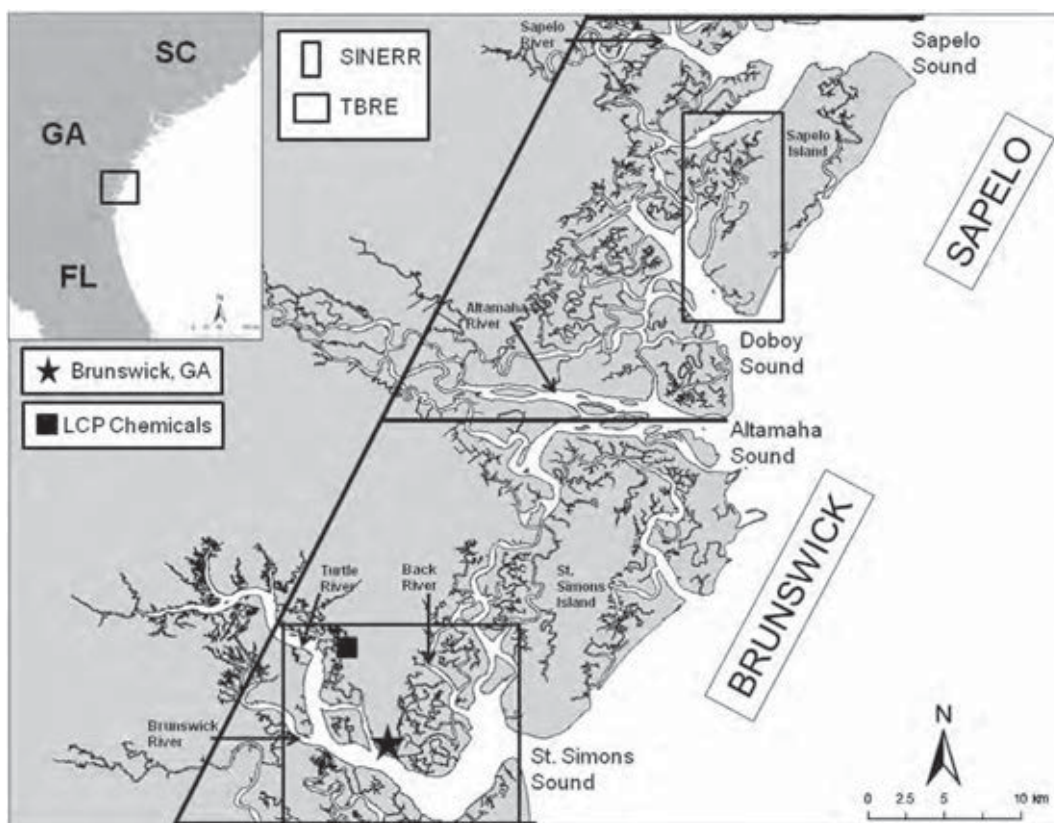 SC
GA
FL
N
SINERR
TBRE
Brunswick, GA
LCP Chemicals
Sapelo
River
Sapelo
Sound
Sapelo
Island
SAPELO
Altamaha
River
Doboy
Sound
Altamaha
Sound
BRUNSWICK
Turtle
River
Back
River
St.
Simons
Island
Brunswick
River
St. Simons
Sound
N
0 2.5 5 10 km